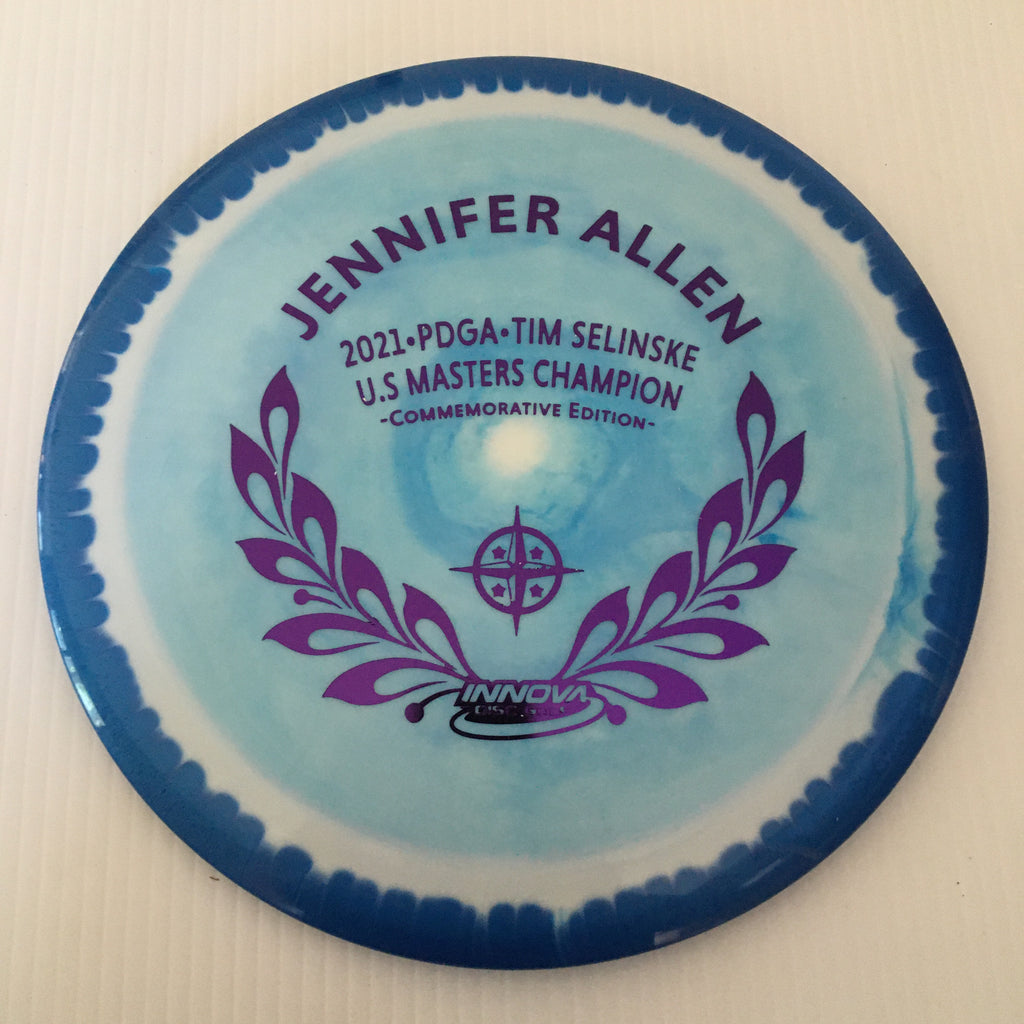 JENNIFER ALLEN
2021•PDGA•TIM SELINSKE
U.S MASTERS CHAMPION
-COMMEMORATIVE EDITION-
INNOVA
DISC GOLF